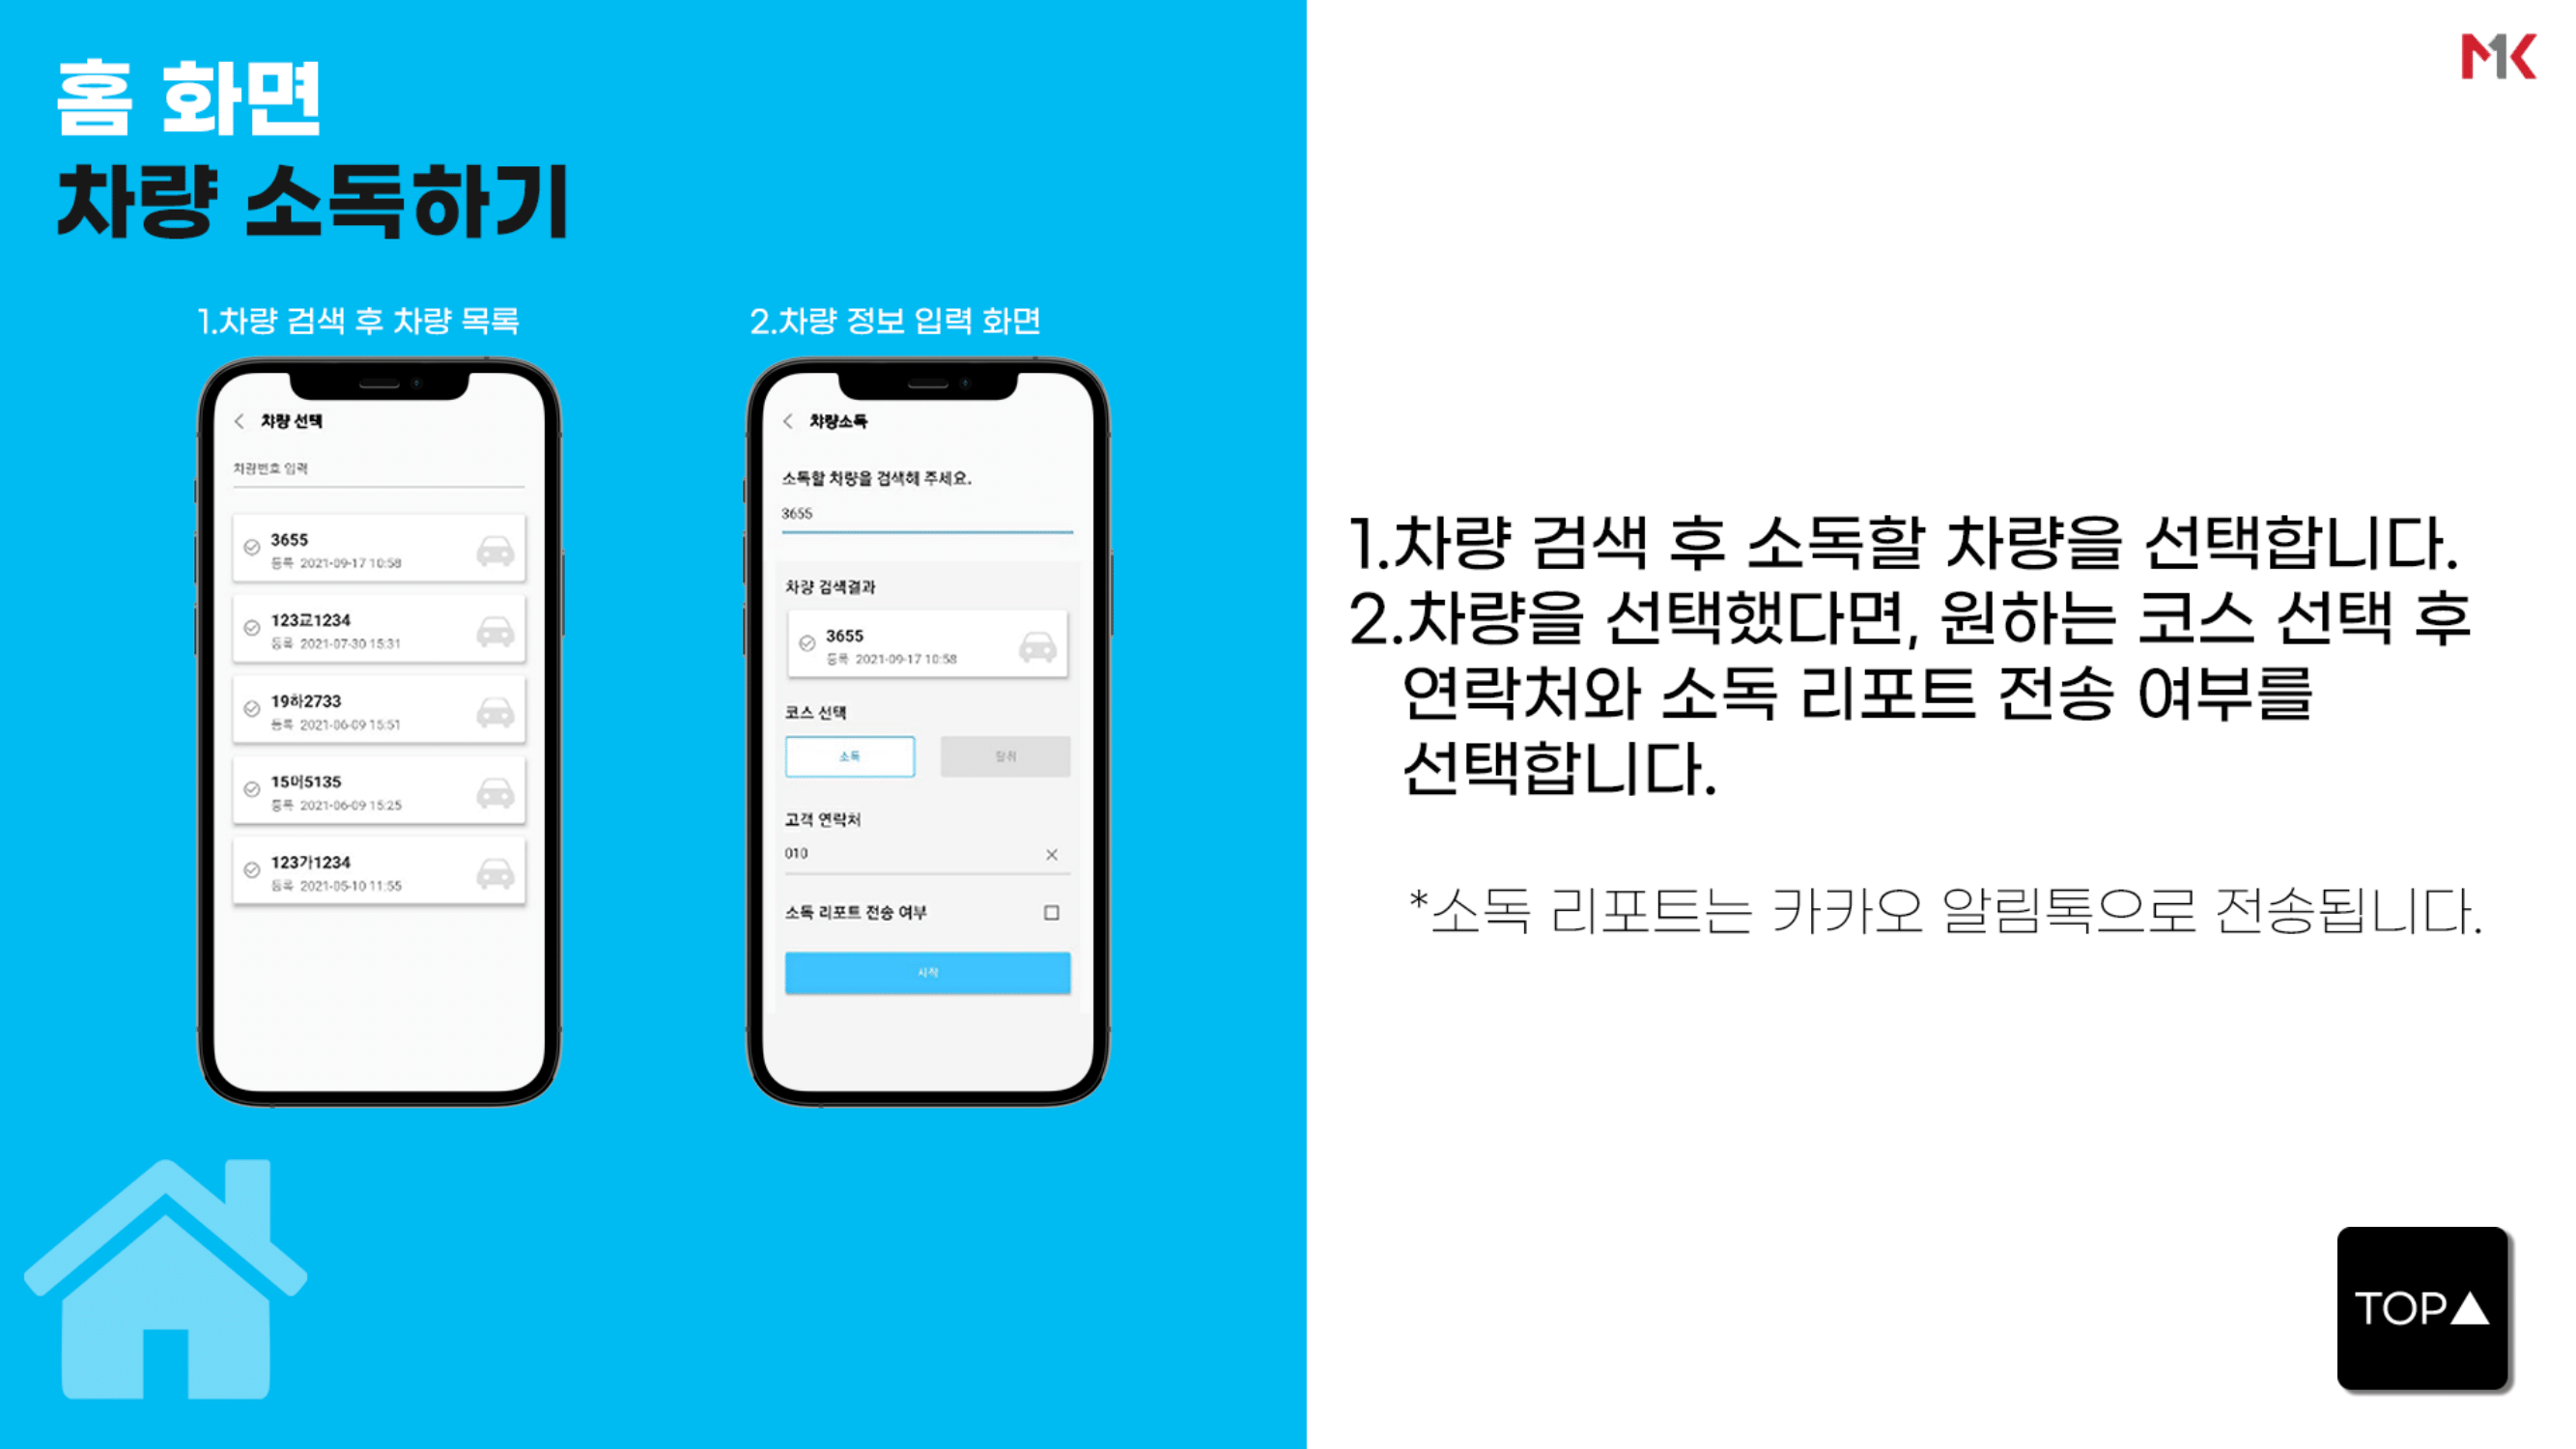 홈 화면
차량 소독하기
1.차량 검색 후 차량 목록
차량 선택
차량번호 입력
3655
등록 2021-09-17 10:58
123교1234
등록 2021-07-30 15:31
19하2733
등록 2021-06-09 15:51
15머5135
등록 2021-06-09 15:25
123가1234
등록 2021-05-10 11:55
2.차량 정보 입력 화면
차량소독
소독할 차량을 검색해 주세요.
3655
차량 검색결과
3655
등록 2021-09-17 10:58
코스 선택
소독
탈취
고객 연락처
010
소독 리포트 전송 여부
시작
M1K
1.차량 검색 후 소독할 차량을 선택합니다.
2.차량을 선택했다면, 원하는 코스 선택 후
연락처와 소독 리포트 전송 여부를
선택합니다.
*소독 리포트는 카카오 알림톡으로 전송됩니다.
TOP▲